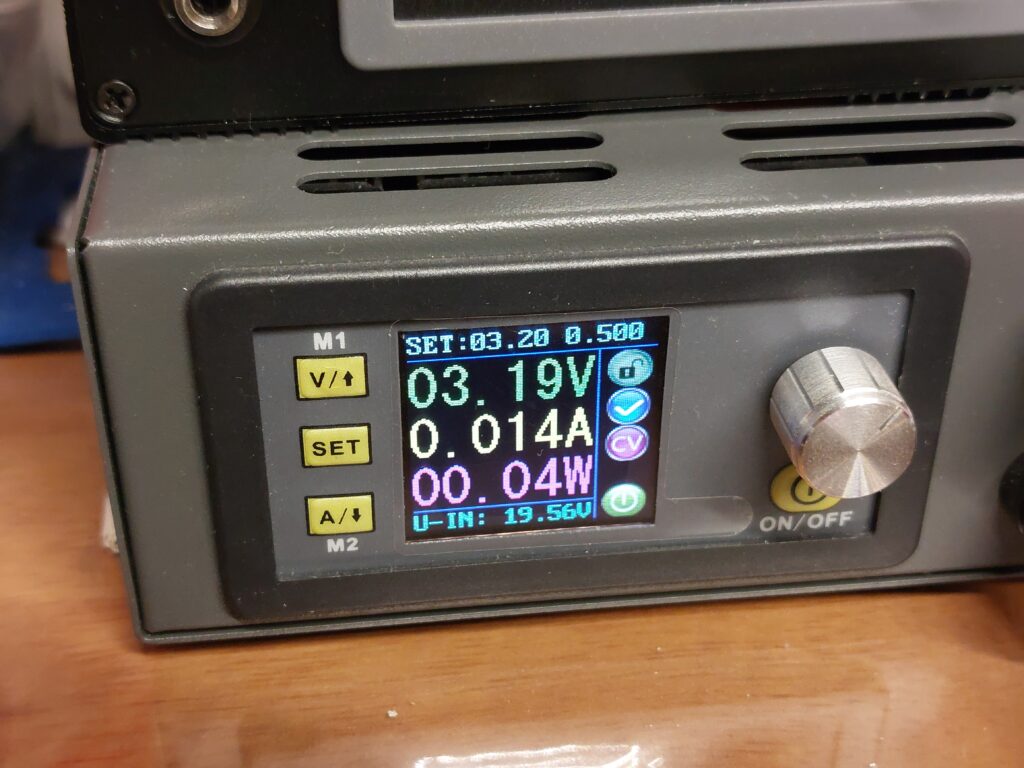 M1
V/⬆
SET
A/⬇
M2
SET:03.20 0.500
03.19V
0.014A
00.04W
U-IN: 19.56V
CV
ON/OFF